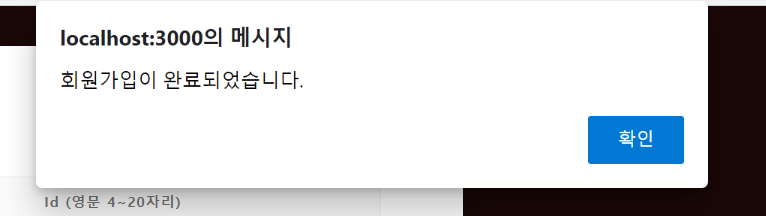 localhost:3000의 메시지
회원가입이 완료되었습니다.
확인
Id (영문 4~20자리)